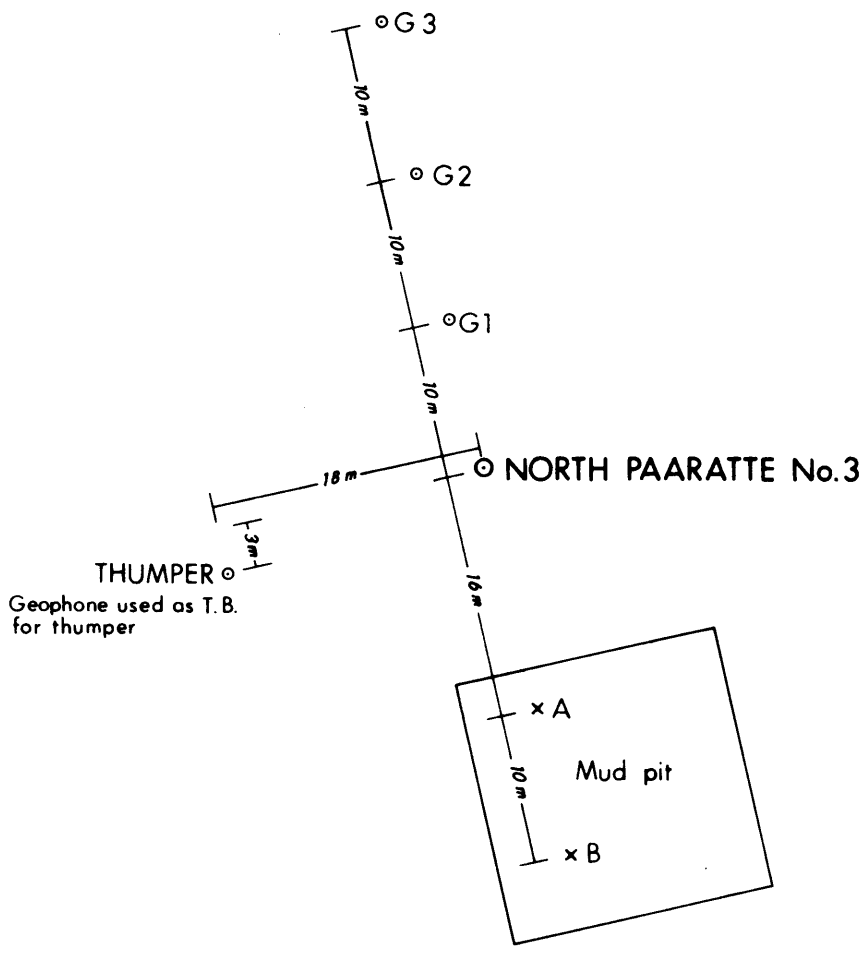 G3
10m
G2
10m
G1
10m
NORTH PAARATTE No.3
18m
3m
THUMPER
Geophone used as T.B.
for thumper
16m
A
10m
Mud pit
B